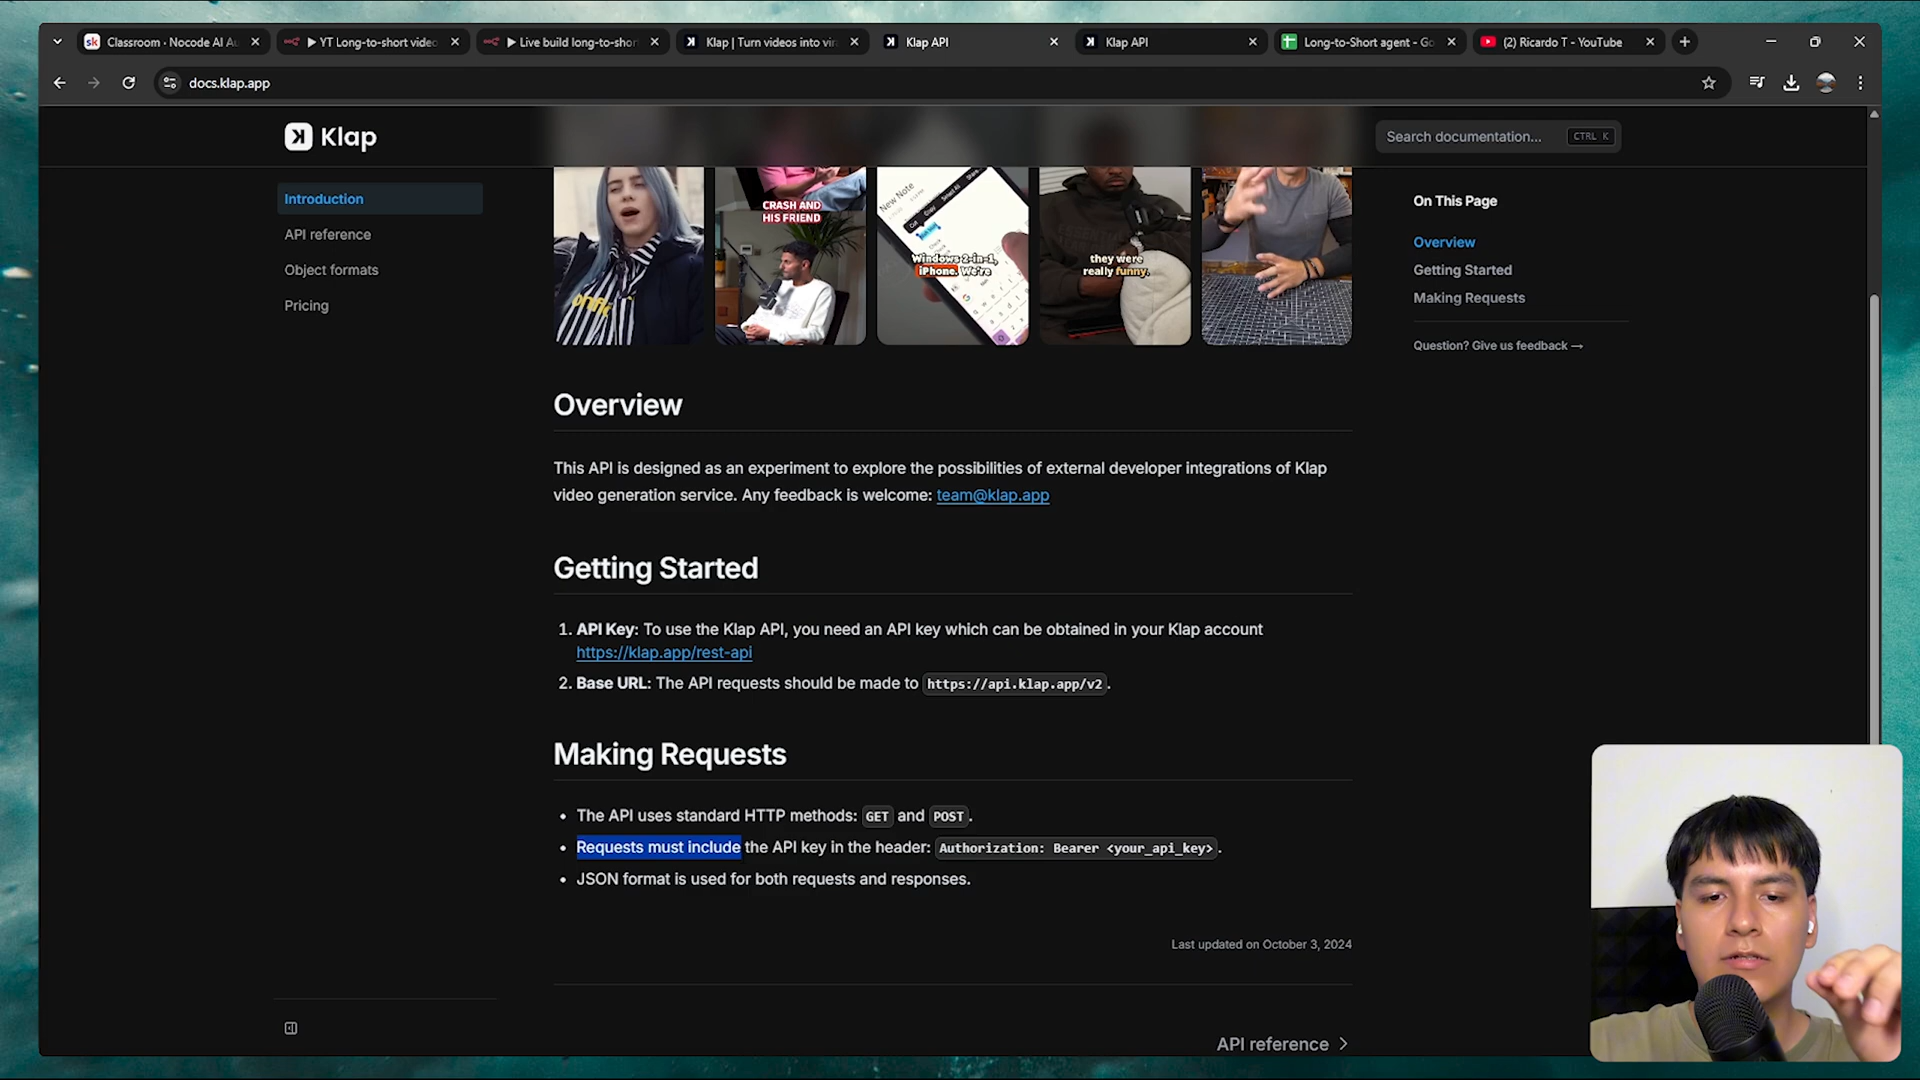 Classroom · Nocode AI Au
YT Long-to-short video
Live build long-to-shor
Klap | Turn videos into vir
Klap API
Klap API
Long-to-Short agent - Go
(2) Ricardo T - YouTube
docs.klap.app
Klap
Search documentation...
CTRL K
Introduction
API reference
Object formats
Pricing
CRASH AND
HIS FRIEND
New Note
Windows 2-in-1,
iPhone. We're
they were
really funny.
On This Page
Overview
Getting Started
Making Requests
Question? Give us feedback →
Overview
This API is designed as an experiment to explore the possibilities of external developer integrations of Klap
video generation service. Any feedback is welcome: team@klap.app
Getting Started
1. API Key: To use the Klap API, you need an API key which can be obtained in your Klap account
https://klap.app/rest-api
2. Base URL: The API requests should be made to https://api.klap.app/v2.
Making Requests
• The API uses standard HTTP methods: GET and POST.
• Requests must include the API key in the header: Authorization: Bearer <your_api_key>.
• JSON format is used for both requests and responses.
Last updated on October 3, 2024
API reference